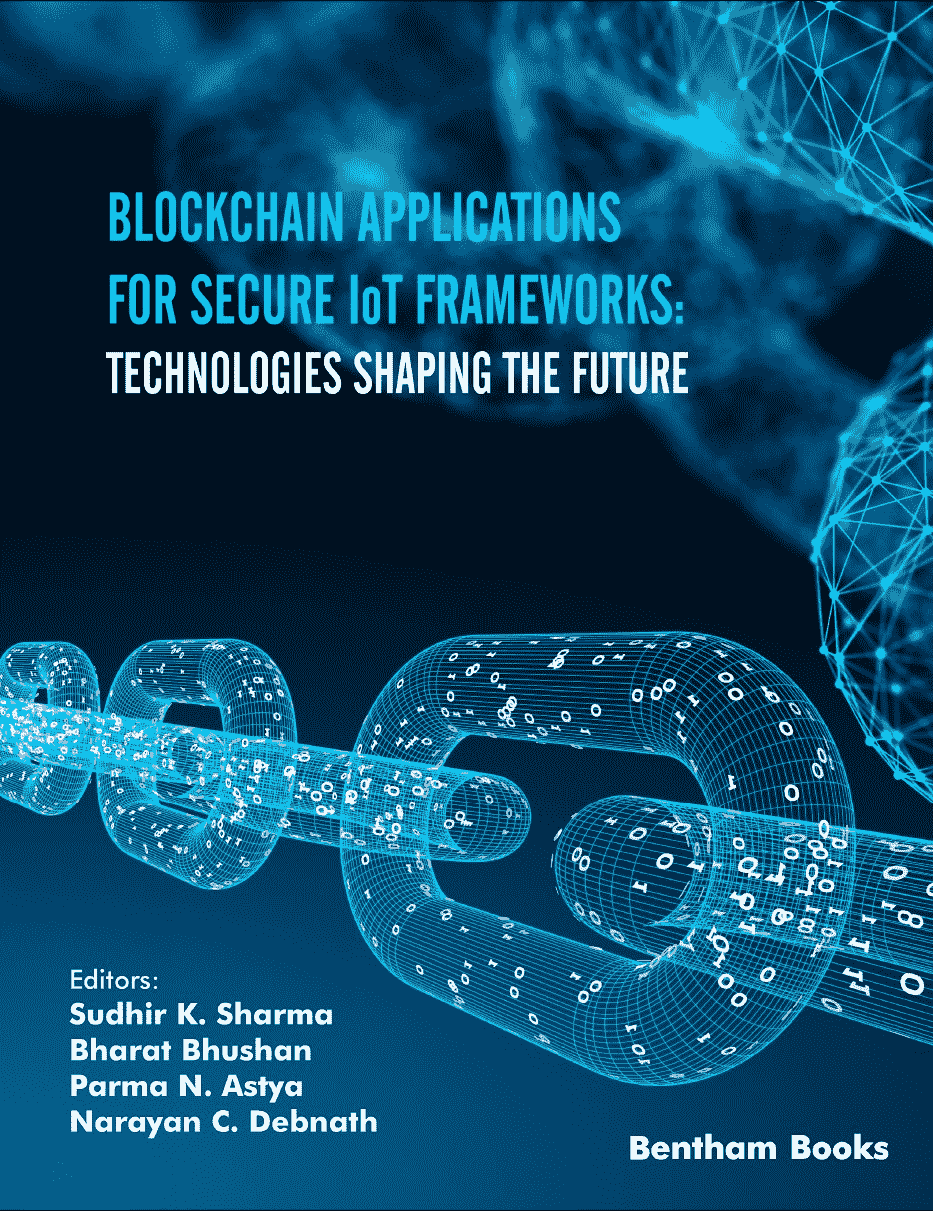 BLOCKCHAIN APPLICATIONS
FOR SECURE IoT FRAMEWORKS:
TECHNOLOGIES SHAPING THE FUTURE
Editors:
Sudhir K. Sharma
Bharat Bhushan
Parma N. Astya
Narayan C. Debnath
Bentham Books